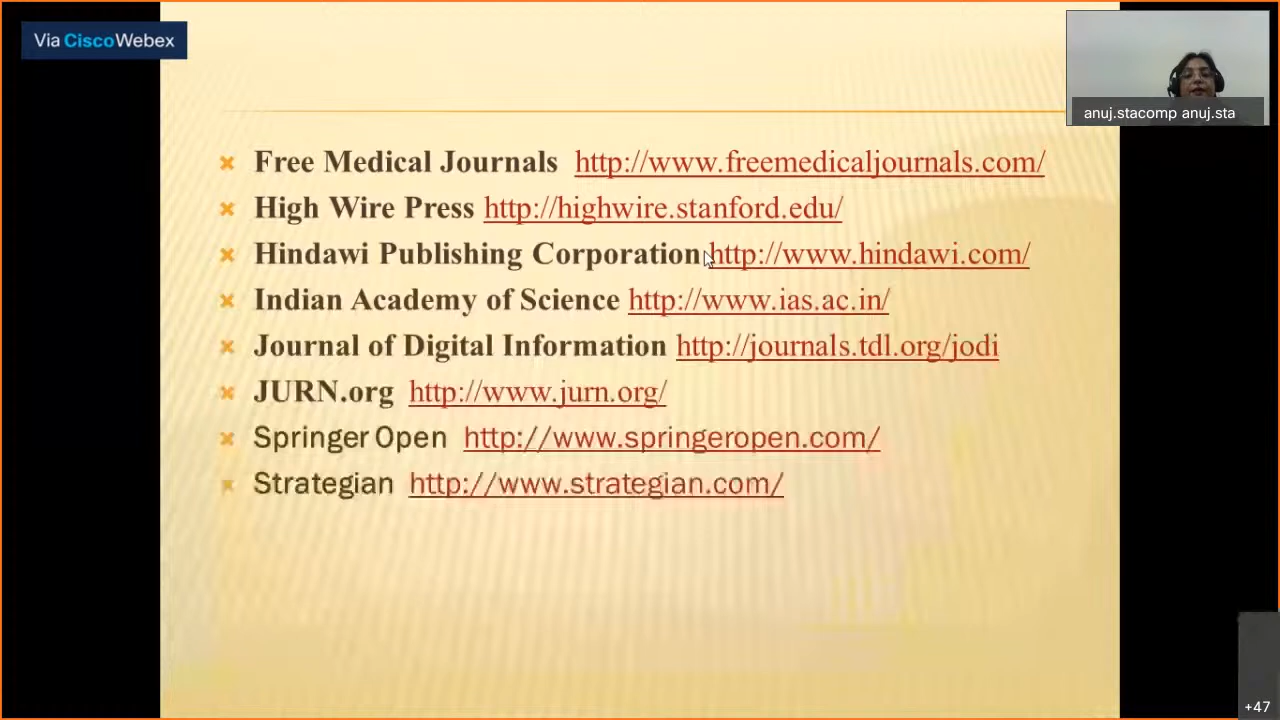 Via CiscoWebex
anuj.stacomp anuj.sta
Free Medical Journals http://www.freemedicaljournals.com/
High Wire Press http://highwire.stanford.edu/
Hindawi Publishing Corporation http://www.hindawi.com/
Indian Academy of Science http://www.ias.ac.in/
Journal of Digital Information http://journals.tdl.org/jodi
JURN.org http://www.jurn.org/
Springer Open http://www.springeropen.com/
Strategian http://www.strategian.com/
+47